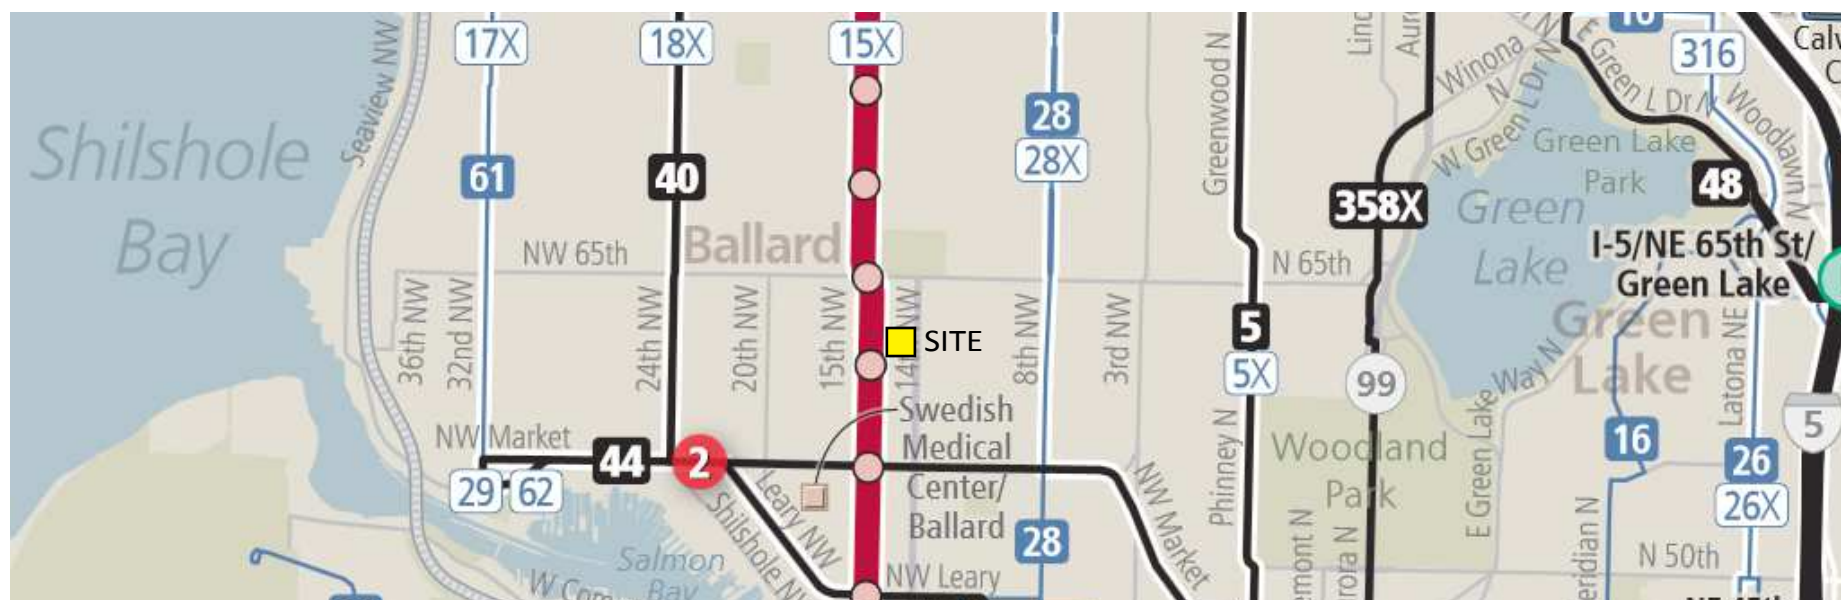 17X
18X
15X
Seaview NW
28
28X
Greenwood N
Winona
N
E Green L Dr N
W Green L Dr N
316
Woodlawn N
Shilshole
Bay
61
40
358X
Green Lake
Park
48
Green
Lake
Ballard
NW 65th
N 65th
I-5/NE 65th St/
Green Lake
Green
Lake
36th NW
32nd NW
24th NW
20th NW
15th NW
SITE
8th NW
3rd NW
5
5X
99
E Green Lake Way N
Latona NE
5
Swedish
Medical
Center/
Ballard
NW Market
44
2
29
62
Leary NW
Shilshole
NW Market
Phinney N
Woodland
Park
16
26
26X
28
NW Leary
Salmon
Bay
N 50th